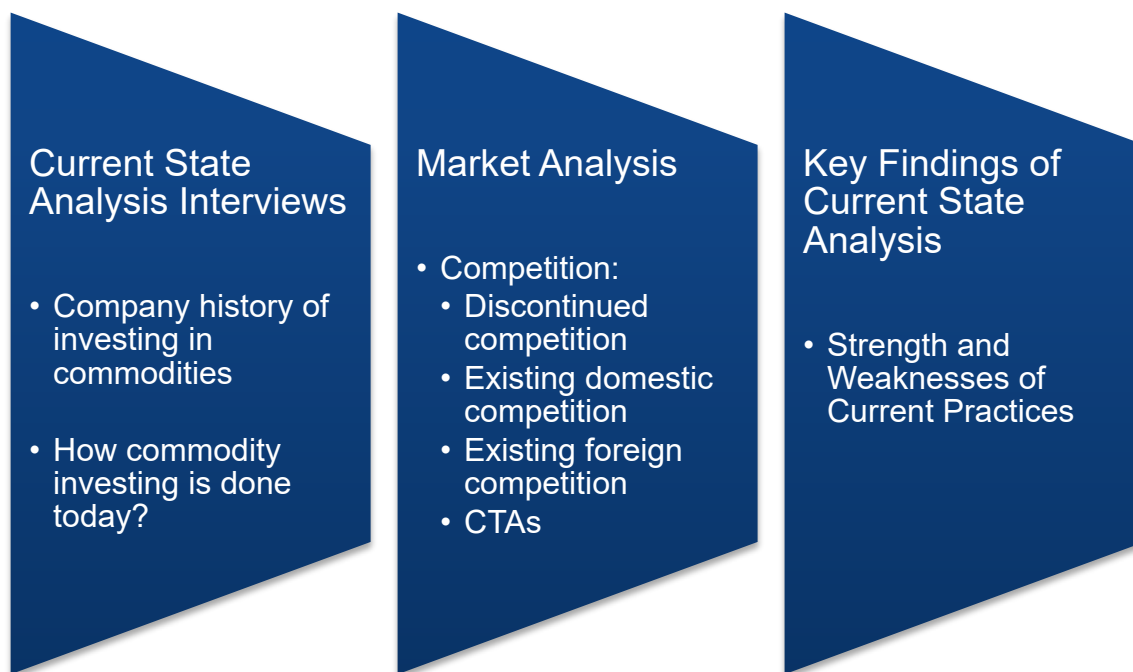 Current State
Analysis Interviews
• Company history of
investing in
commodities
• How commodity
investing is done
today?
Market Analysis
• Competition:
• Discontinued
competition
• Existing domestic
competition
• Existing foreign
competition
• CTAs
Key Findings of
Current State
Analysis
• Strength and
Weaknesses of
Current Practices